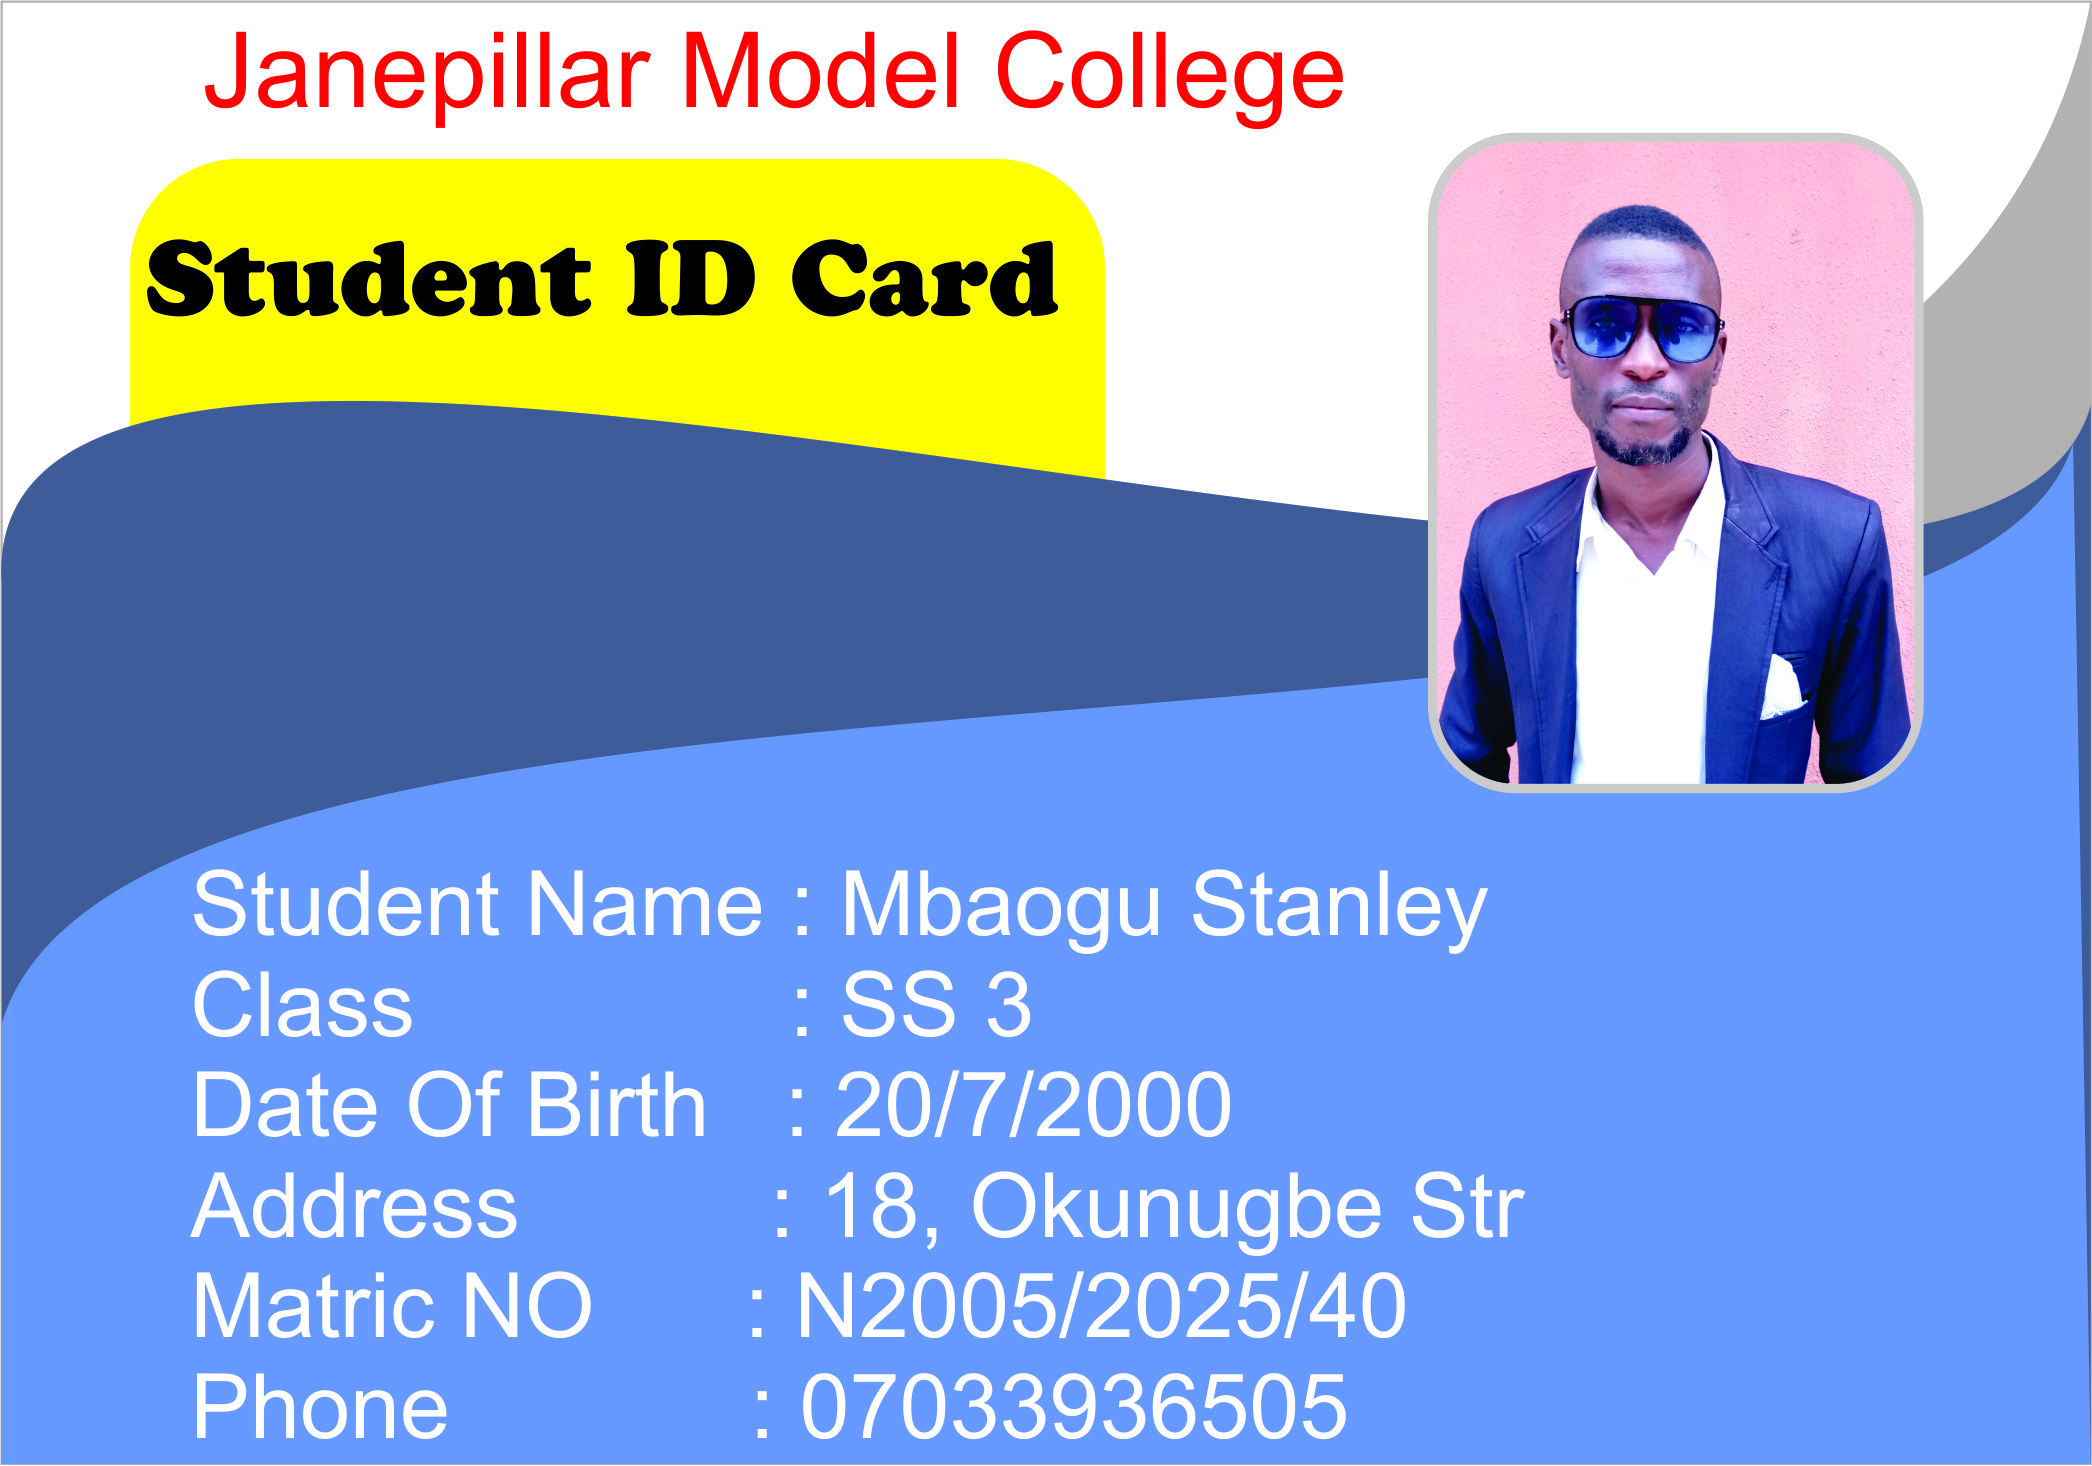 Janepillar Model College
Student ID Card
Student Name : Mbaogu Stanley
Class : SS 3
Date Of Birth : 20/7/2000
Address : 18, Okunugbe Str
Matric NO : N2005/2025/40
Phone : 07033936505